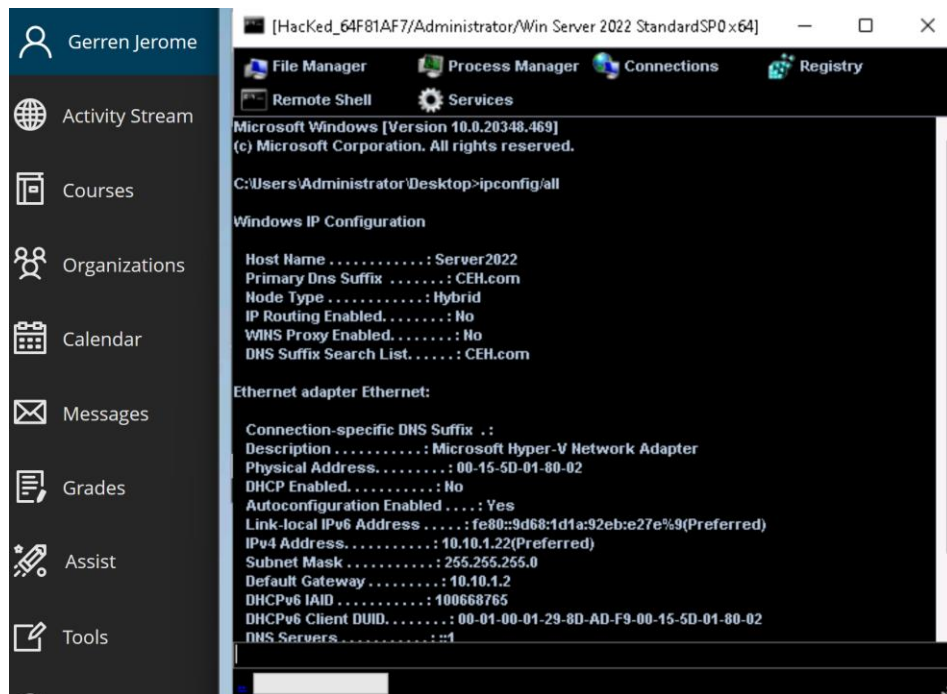 Gerren Jerome
Activity Stream
Courses
Organizations
Calendar
Messages
Grades
Assist
Tools
[HacKed_64F81AF7//Administrator/Win Server 2022 StandardSP0 x64]
File Manager Process Manager Connections Registry
Remote Shell Services
Microsoft Windows [Version 10.0.20348.469]
(c) Microsoft Corporation. All rights reserved.
C:\Users\Administrator\Desktop>ipconfig/all
Windows IP Configuration
Host Name . . . . . . . . . . . . : Server2022
Primary Dns Suffix . . . . . . . : CEH.com
Node Type . . . . . . . . . . . . : Hybrid
IP Routing Enabled. . . . . . . . : No
WINS Proxy Enabled. . . . . . . . : No
DNS Suffix Search List. . . . . . : CEH.com
Ethernet adapter Ethernet:
Connection-specific DNS Suffix . :
Description . . . . . . . . . . . : Microsoft Hyper-V Network Adapter
Physical Address. . . . . . . . . : 00-15-5D-01-80-02
DHCP Enabled. . . . . . . . . . . : No
Autoconfiguration Enabled . . . . : Yes
Link-local IPv6 Address . . . . . : fe80::9d68:1d1a:92eb:e27e%9(Preferred)
IPv4 Address. . . . . . . . . . . : 10.10.1.22(Preferred)
Subnet Mask . . . . . . . . . . . : 255.255.255.0
Default Gateway . . . . . . . . . : 10.10.1.2
DHCPv6 IAID . . . . . . . . . . . : 100668765
DHCPv6 Client DUID. . . . . . . . : 00-01-00-01-29-8D-AD-F9-00-15-5D-01-80-02
DNS Servers . . . . . . . . . . . : ::1